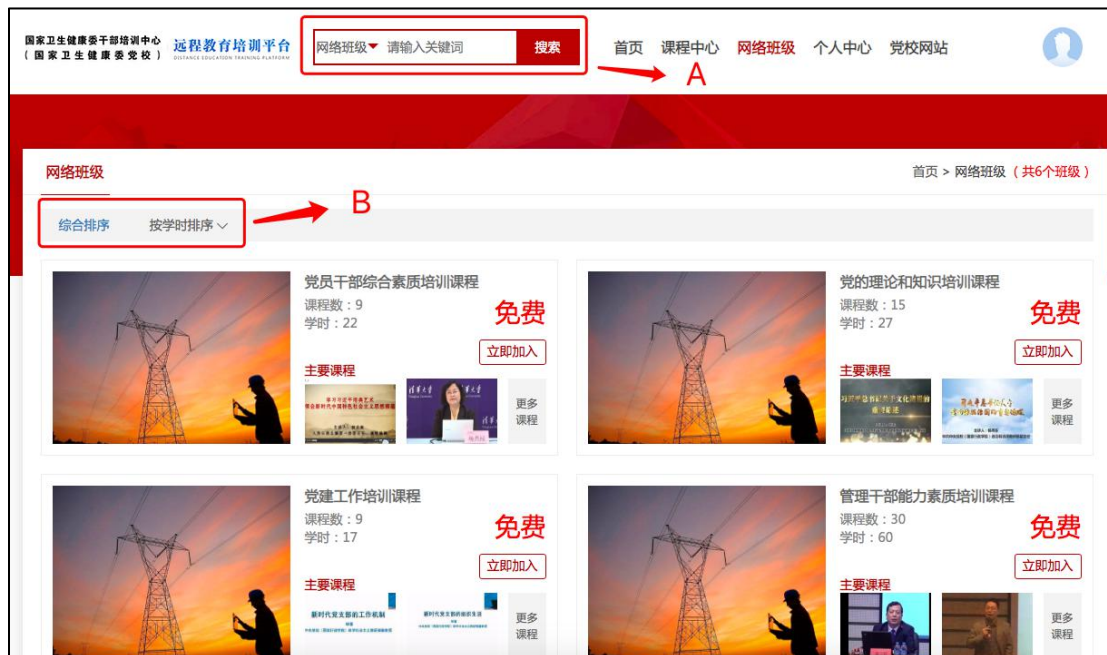 国家卫生健康委干部培训中心
（国家卫生健康委党校）
远程教育培训平台
DISTANCE EDUCATION TRAINING PLATFORM
网络班级 请输入关键词 搜索
首页 课程中心 网络班级 个人中心 党校网站
A
网络班级
首页 > 网络班级（共6个班级）
B
综合排序 按学时排序
党员干部综合素质培训课程
课程数：9
学时：22
免费
立即加入
主要课程
更多
课程
党的理论和知识培训课程
课程数：15
学时：27
免费
立即加入
主要课程
更多
课程
党建工作培训课程
课程数：9
学时：17
免费
立即加入
主要课程
新时代党支部的工作机制
新时代党支部的组织生活
更多
课程
管理干部能力素质培训课程
课程数：30
学时：60
免费
立即加入
主要课程
更多
课程